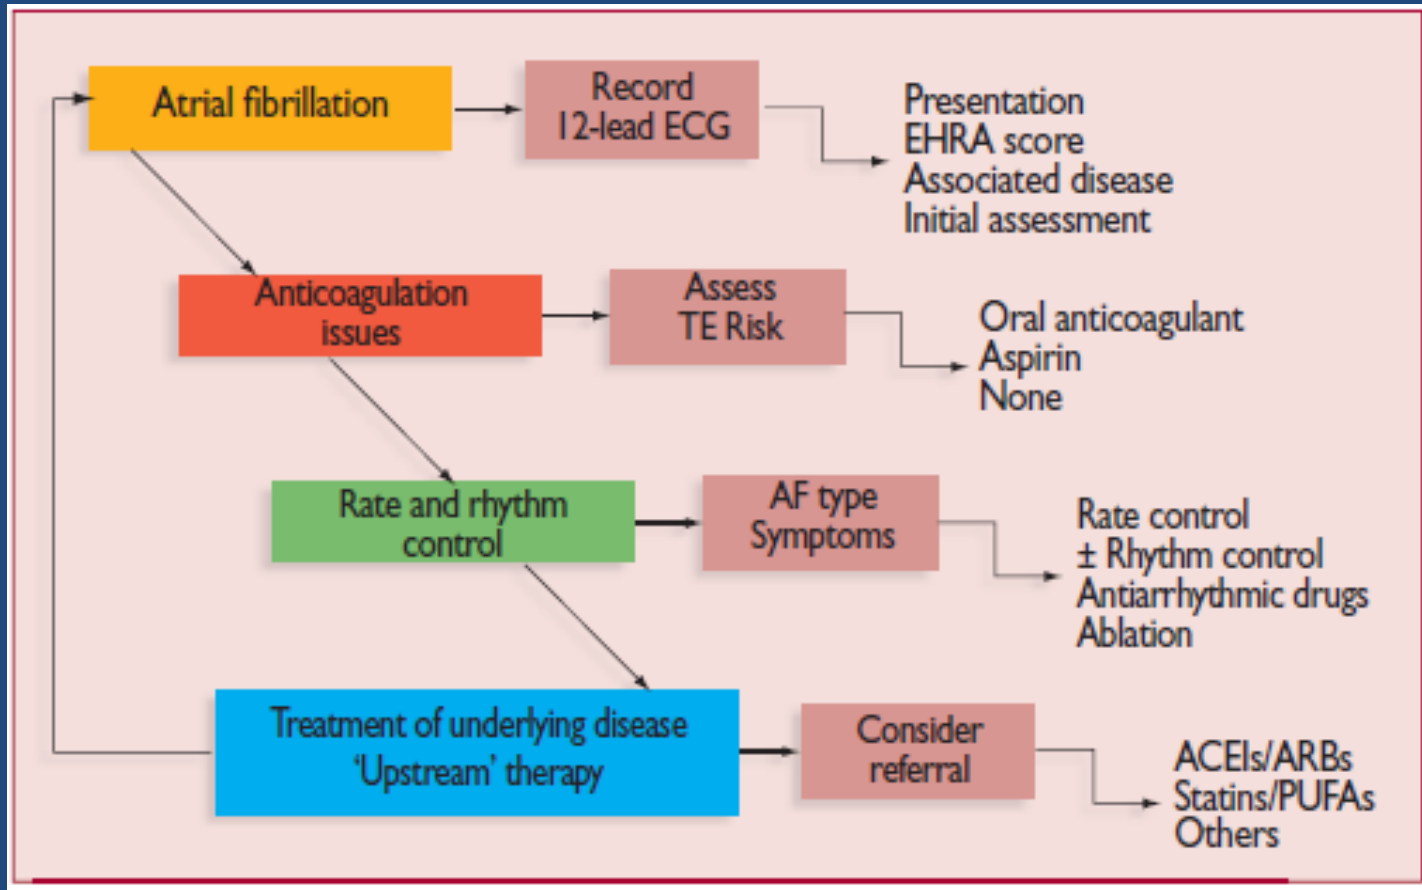 Atrial fibrillation
Record
12-lead ECG
Presentation
EHRA score
Associated disease
Initial assessment
Anticoagulation
issues
Assess
TE Risk
Oral anticoagulant
Aspirin
None
Rate and rhythm
control
AF type
Symptoms
Rate control
± Rhythm control
Antiarrhythmic drugs
Ablation
Treatment of underlying disease
‘Upstream’ therapy
Consider
referral
ACEIs/ARBs
Statins/PUFAs
Others